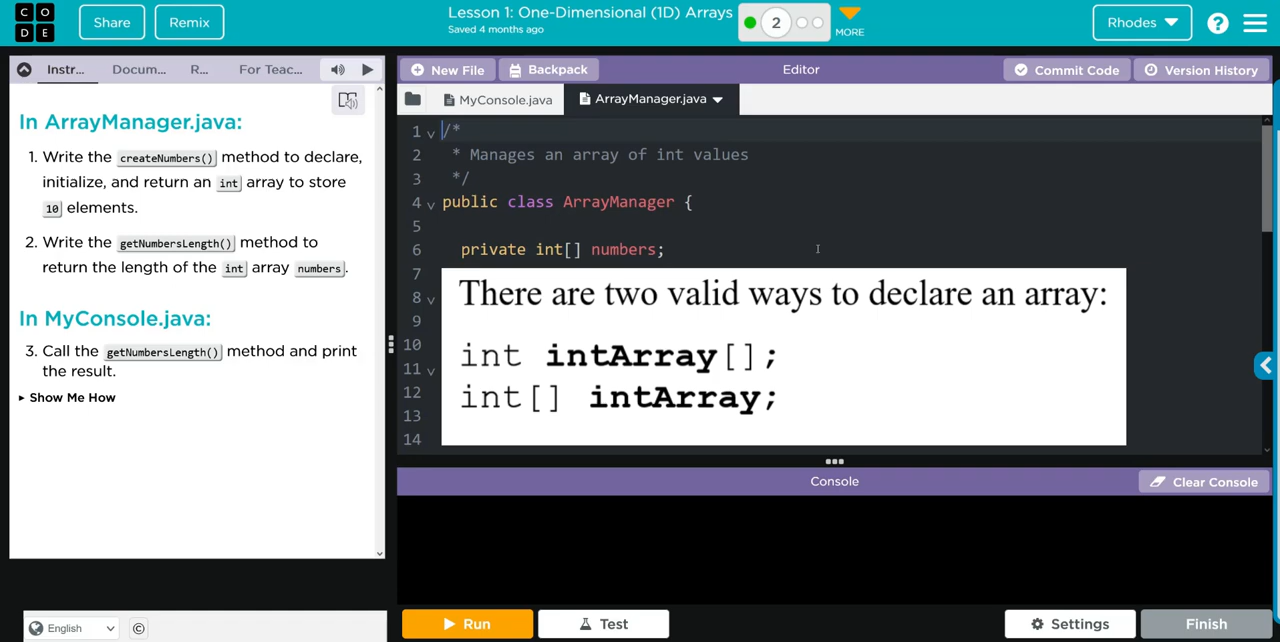 CODE
Share
Remix
Lesson 1: One-Dimensional (1D) Arrays
Saved 4 months ago
2
MORE
Rhodes
?
Instr...
Docum...
R...
For Teac...
In ArrayManager.java:
1. Write the createNumbers() method to declare,
initialize, and return an int array to store
10 elements.
2. Write the getNumbersLength() method to
return the length of the int array numbers.
In MyConsole.java:
3. Call the getNumbersLength() method and print
the result.
Show Me How
English
©
New File
Backpack
Editor
Commit Code
Version History
MyConsole.java
ArrayManager.java
1 /*
2 * Manages an array of int values
3 */
4 public class ArrayManager {
5
6 private int[] numbers;
7
8
9
10
11
12
13
14
There are two valid ways to declare an array:
int intArray[];
int[] intArray;
Console
Clear Console
Run
Test
Settings
Finish